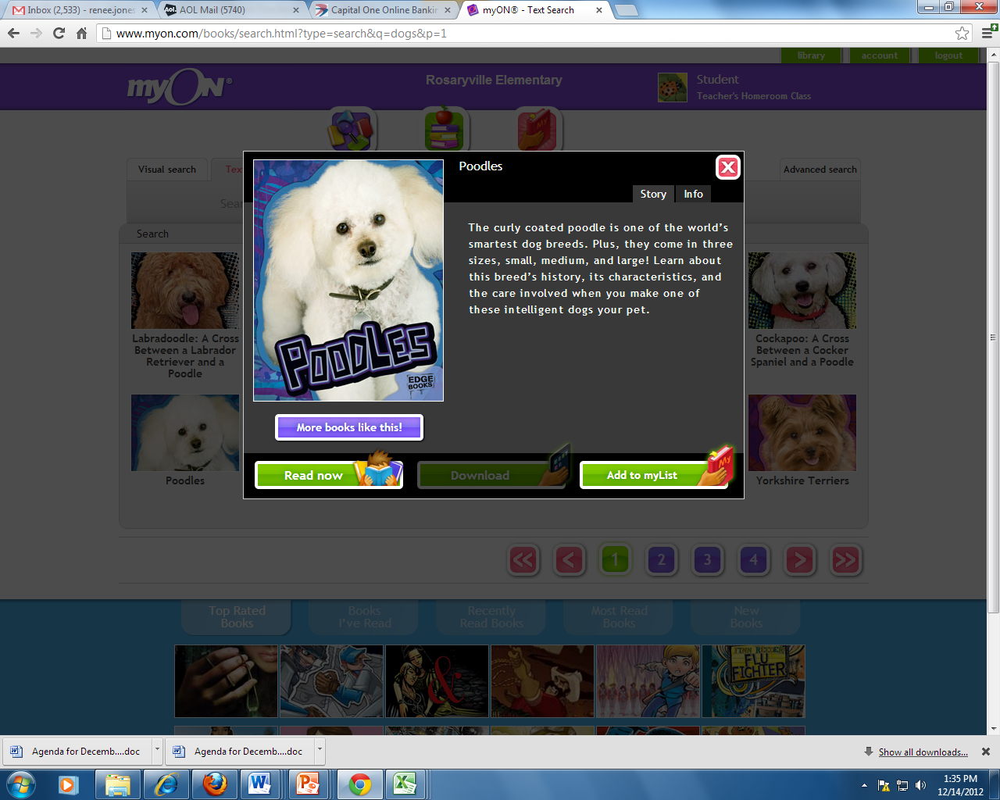 Inbox (2,533) - renee.jones
AOL Mail (5740)
Capital One Online Bankin
myON® - Text Search
www.myon.com/books/search.html?type=search&q=dogs&p=1
library
account
logout
myON®
Rosaryville Elementary
Student
Teacher's Homeroom Class
My
Visual search
Tex
Advanced search
Sear
Search
Poodles
Story
Info
The curly coated poodle is one of the world's
smartest dog breeds. Plus, they come in three
sizes, small, medium, and large! Learn about
this breed's history, its characteristics, and
the care involved when you make one of
these intelligent dogs your pet.
POODLES
EDGE
BOOKS
More books like this!
Read now
Download
Add to myList
My
Labradoodle: A Cross
Between a Labrador
Retriever and a
Poodle
Cockapoo: A Cross
Between a Cocker
Spaniel and a Poodle
Poodles
Yorkshire Terriers
<< < 1 2 3 4 > >>
Top Rated
Books
Books
I've Read
Recently
Read Books
Most Read
Books
New
Books
&
FINN REEDER
FLU
FIGHTER
Agenda for Decemb....doc
Agenda for Decemb....doc
Show all downloads...
1:35 PM
12/14/2012